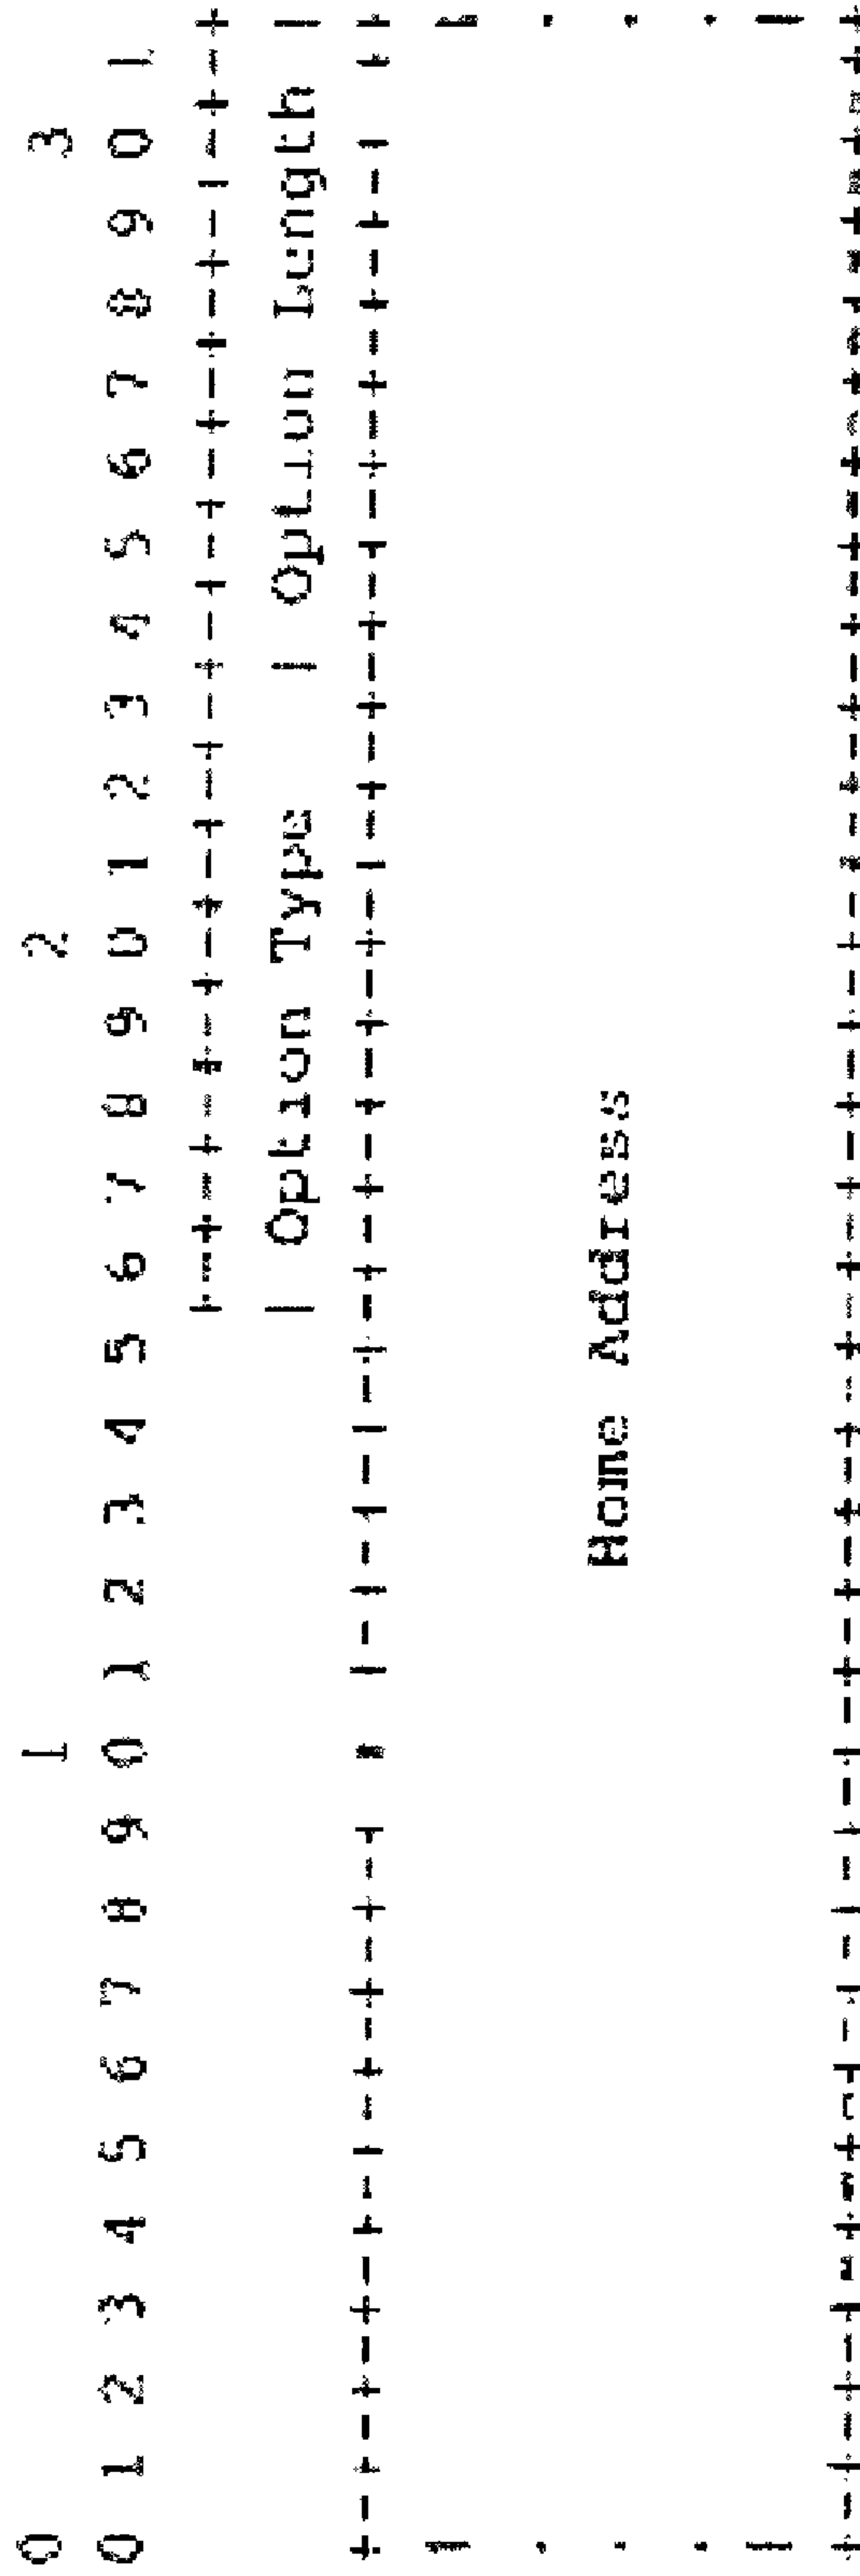 0                   1                   2                   3
0 1 2 3 4 5 6 7 8 9 0 1 2 3 4 5 6 7 8 9 0 1 2 3 4 5 6 7 8 9 0 1
+-+-+-+-+-+-+-+-+-+-+-+-+-+-+-+
| Option Type | Option Length |
+-+-+-+-+-+-+-+-+-+-+-+-+-+-+-+-+-+-+-+-+-+-+-+-+-+-+-+-+-+-+-+-+
Home Address
+-+-+-+-+-+-+-+-+-+-+-+-+-+-+-+-+-+-+-+-+-+-+-+-+-+-+-+-+-+-+-+-+